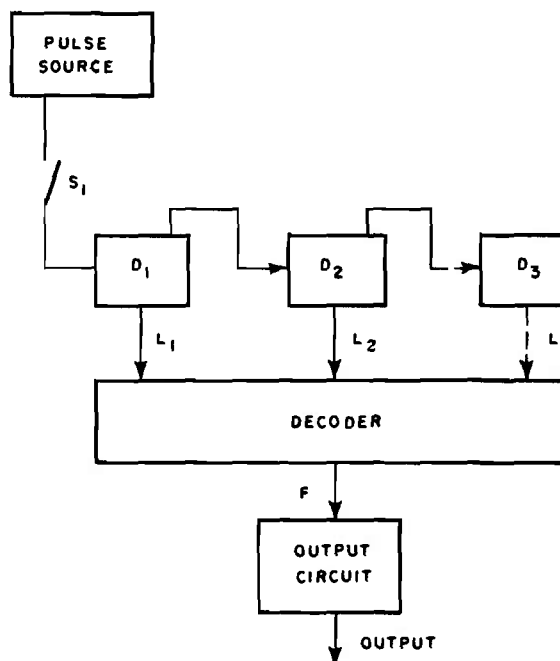 PULSE
SOURCE
S1
D1
D2
D3
L1
L2
L
DECODER
F
OUTPUT
CIRCUIT
OUTPUT